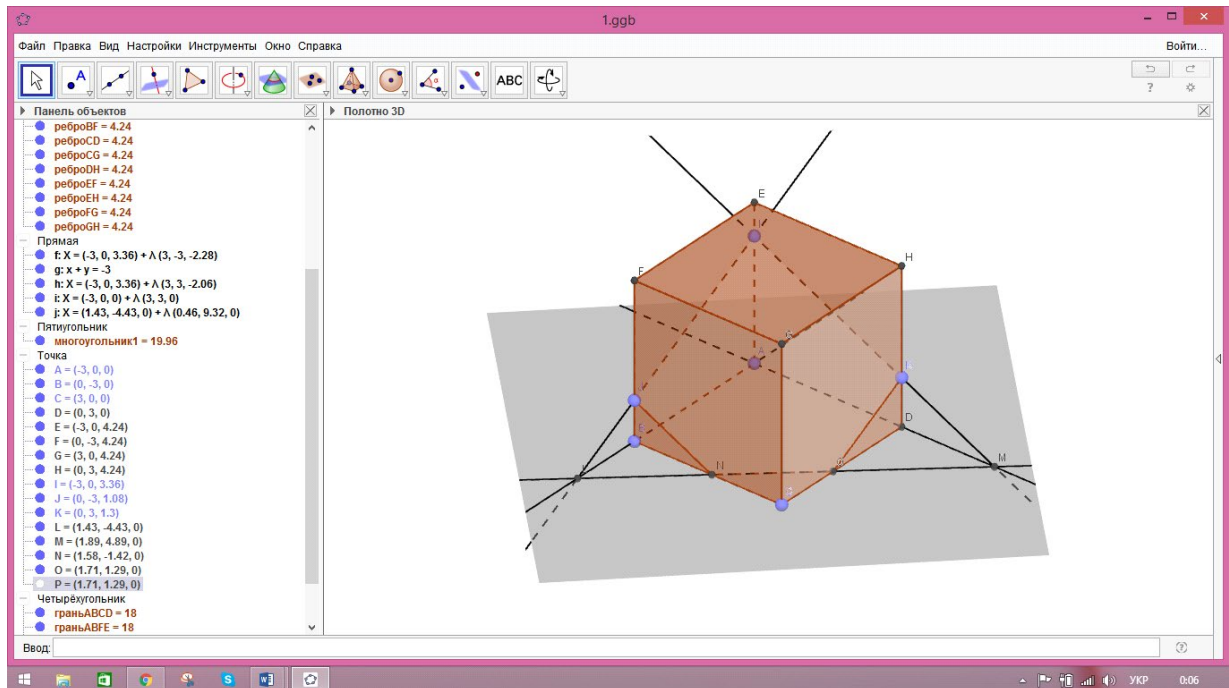 1.ggb
Файл Правка Вид Настройки Инструменты Окно Справка Войти...
ABC
Панель объектов
Полотно 3D
реброBF = 4.24
реброCD = 4.24
реброCG = 4.24
реброDH = 4.24
реброEF = 4.24
реброEH = 4.24
реброFG = 4.24
реброGH = 4.24
Прямая
f: X = (-3, 0, 3.36) + λ (3, -3, -2.28)
g: x + y = -3
h: X = (-3, 0, 3.36) + λ (3, 3, -2.06)
i: X = (-3, 0, 0) + λ (3, 3, 0)
j: X = (1.43, -4.43, 0) + λ (0.46, 9.32, 0)
Пятиугольник
многоугольник1 = 19.96
Точка
A = (-3, 0, 0)
B = (0, -3, 0)
C = (3, 0, 0)
D = (0, 3, 0)
E = (-3, 0, 4.24)
F = (0, -3, 4.24)
G = (3, 0, 4.24)
H = (0, 3, 4.24)
I = (-3, 0, 3.36)
J = (0, -3, 1.08)
K = (0, 3, 1.3)
L = (1.43, -4.43, 0)
M = (1.89, 4.89, 0)
N = (1.58, -1.42, 0)
O = (1.71, 1.29, 0)
P = (1.71, 1.29, 0)
Четырёхугольник
граньABCD = 18
граньABFE = 18
E
H
F
A
D
M
N
Ввод:
УКР
0:06